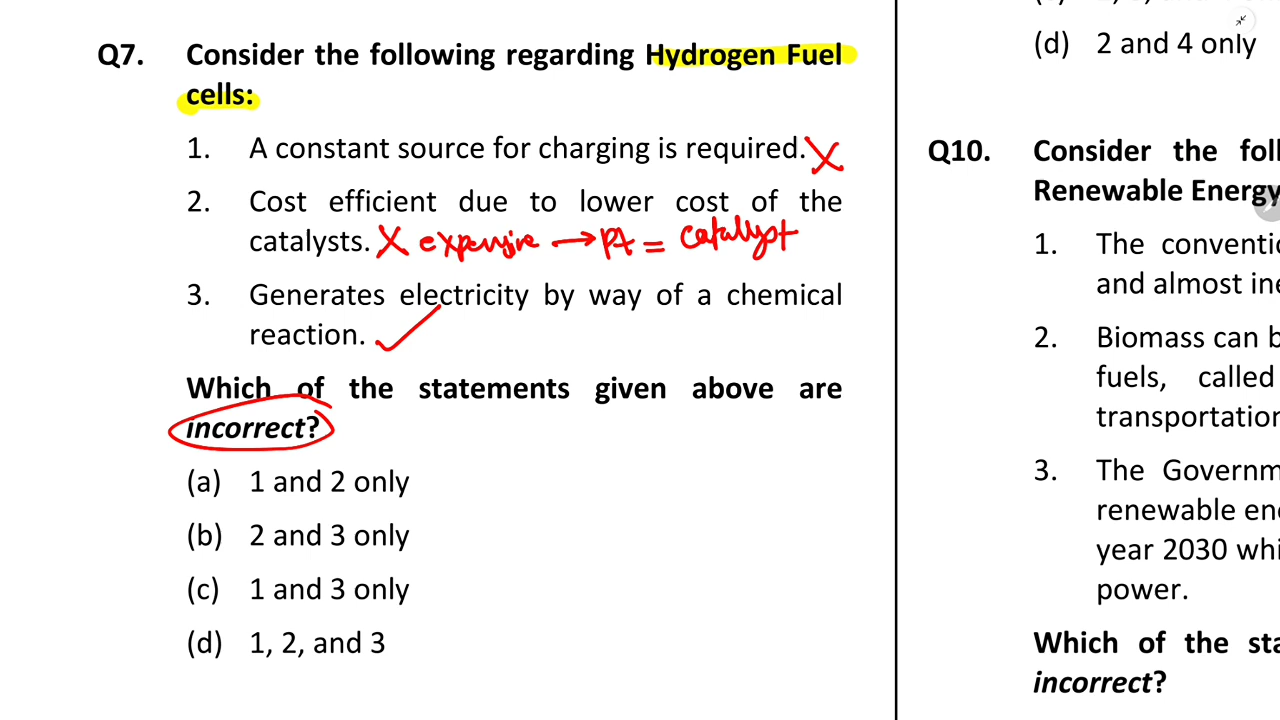 Q7. Consider the following regarding Hydrogen Fuel
cells:
1. A constant source for charging is required. X
2. Cost efficient due to lower cost of the
catalysts. X expensive → Pt = catalyst
3. Generates electricity by way of a chemical
reaction.
Which of the statements given above are
incorrect?
(a) 1 and 2 only
(b) 2 and 3 only
(c) 1 and 3 only
(d) 1, 2, and 3
(d) 2 and 4 only
Q10. Consider the foll
Renewable Energy
1. The conventio
and almost ine
2. Biomass can b
fuels, called
transportation
3. The Governm
renewable ene
year 2030 whi
power.
Which of the sta
incorrect?